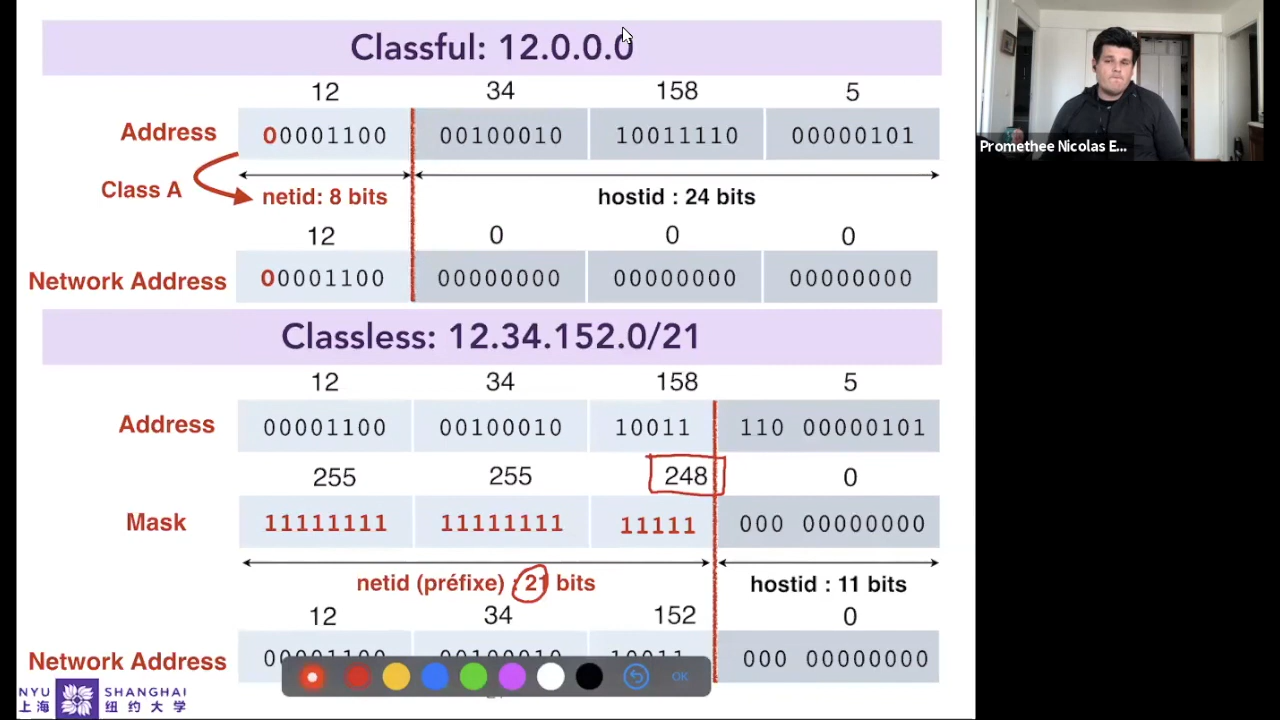 Classful: 12.0.0.0
12 34 158 5
Address 00001100 00100010 10011110 00000101
Class A netid: 8 bits hostid : 24 bits
12 0 0 0
Network Address 00001100 00000000 00000000 00000000
Classless: 12.34.152.0/21
12 34 158 5
Address 00001100 00100010 10011 110 00000101
255 255 248 0
Mask 11111111 11111111 11111 000 00000000
netid (préfixe) : 21 bits hostid : 11 bits
12 34 152 0
Network Address 00001100 00100010 10011 000 00000000
OK
NYU SHANGHAI
上海 纽约大学
Promethee Nicolas E...